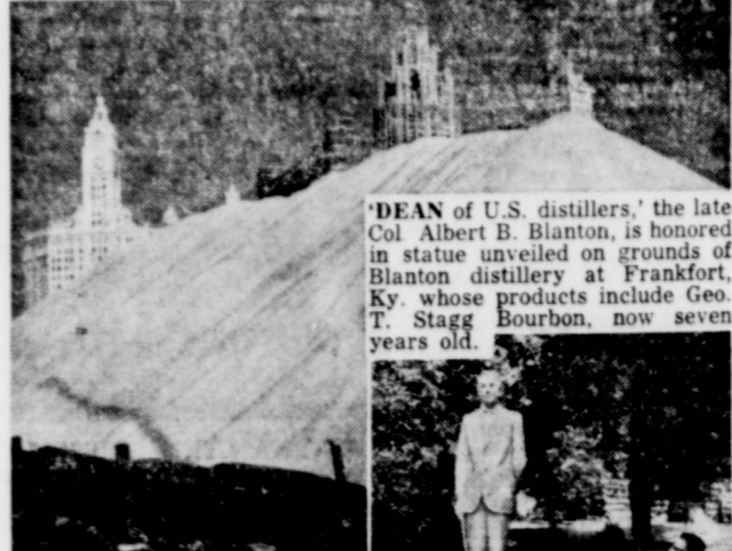 'DEAN of U.S. distillers,' the late
Col Albert B. Blanton, is honored
in statue unveiled on grounds of
Blanton distillery at Frankfort,
Ky. whose products include Geo.
T. Stagg Bourbon, now seven
years old.